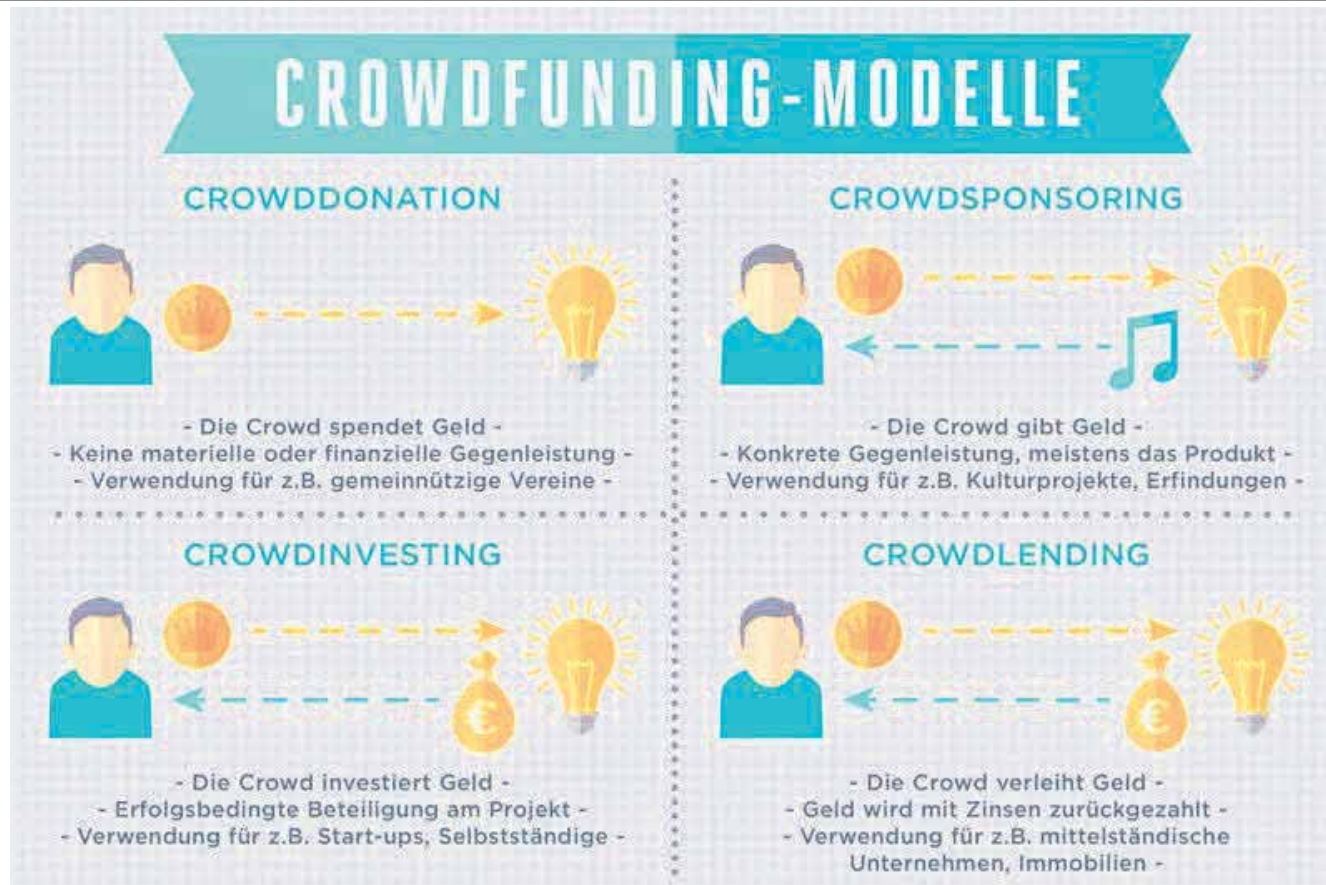 CROWDFUNDING-MODELLE
CROWDDONATION
- Die Crowd spendet Geld -
- Keine materielle oder finanzielle Gegenleistung -
- Verwendung für z.B. gemeinnützige Vereine -
CROWDSPONSORING
- Die Crowd gibt Geld -
- Konkrete Gegenleistung, meistens das Produkt -
- Verwendung für z.B. Kulturprojekte, Erfindungen -
CROWDINVESTING
€
- Die Crowd investiert Geld -
- Erfolgsbedingte Beteiligung am Projekt -
- Verwendung für z.B. Start-ups, Selbstständige -
CROWDLENDING
€
- Die Crowd verleiht Geld -
- Geld wird mit Zinsen zurückgezahlt -
- Verwendung für z.B. mittelständische
Unternehmen, Immobilien -